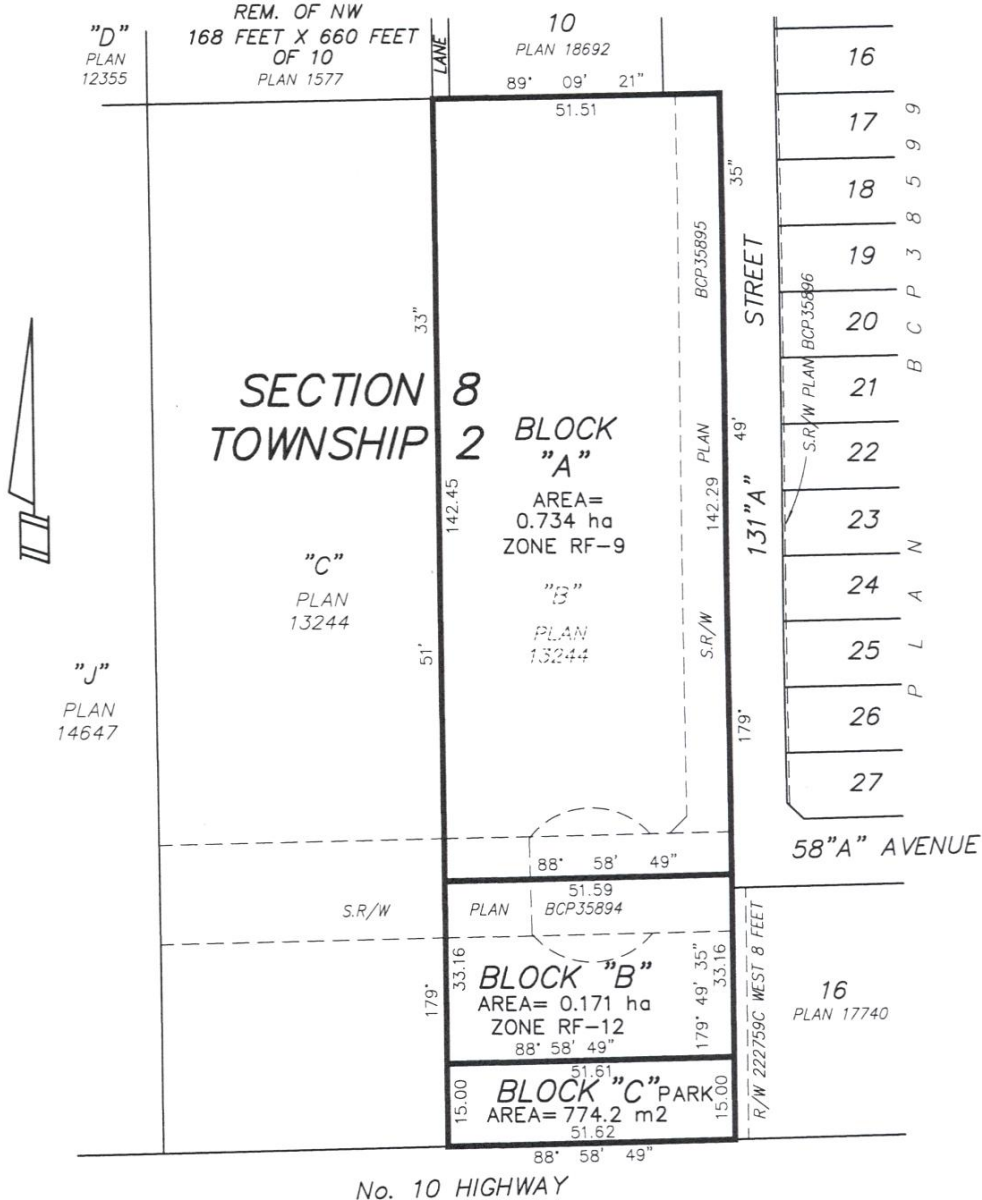 REM. OF NW
168 FEET X 660 FEET
OF 10
PLAN 1577
"D"
PLAN
12355
LANE
10
PLAN 18692
89° 09' 21"
51.51
16
17
18
19
20
21
22
23
24
25
26
27
PLAN BCP38599
35"
49'
179°
131"A" STREET
S.R/W PLAN BCP35896
S.R/W PLAN BCP35895
142.29
33"
51'
179°
142.45
SECTION 8
TOWNSHIP 2
BLOCK
"A"
AREA=
0.734 ha
ZONE RF-9
"B"
PLAN
13244
"C"
PLAN
13244
"J"
PLAN
14647
58"A" AVENUE
88° 58' 49"
51.59
S.R/W PLAN BCP35894
33.16
BLOCK "B"
AREA= 0.171 ha
ZONE RF-12
88° 58' 49"
179° 49' 35"
33.16
51.61
15.00
BLOCK "C" PARK
AREA= 774.2 m2
15.00
51.62
88° 58' 49"
R/W 222759C WEST 8 FEET
16
PLAN 17740
No. 10 HIGHWAY